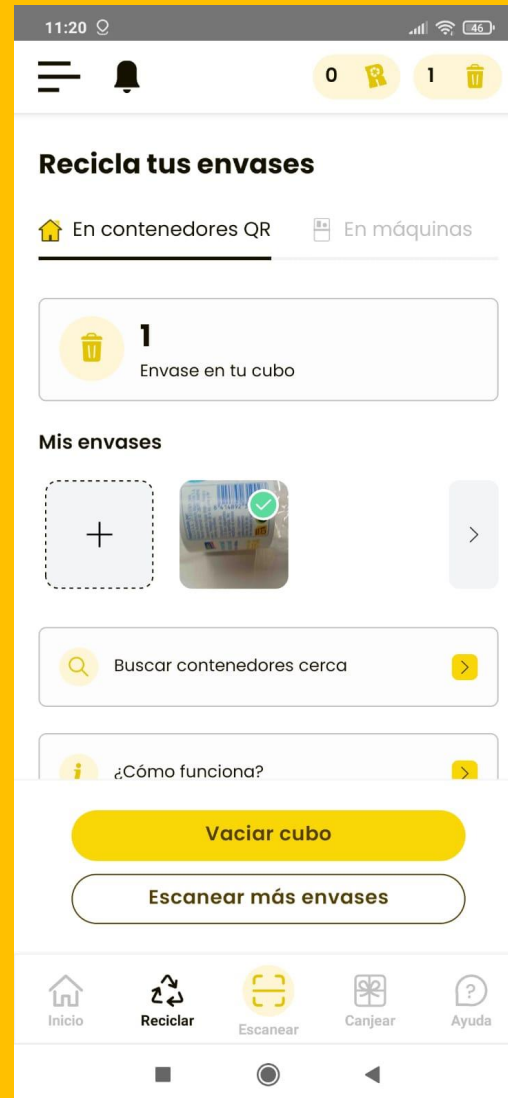 11:20
46
0
1
Recicla tus envases
En contenedores QR
En máquinas
1
Envase en tu cubo
Mis envases
Buscar contenedores cerca
¿Cómo funciona?
Vaciar cubo
Escanear más envases
Inicio
Reciclar
Escanear
Canjear
Ayuda